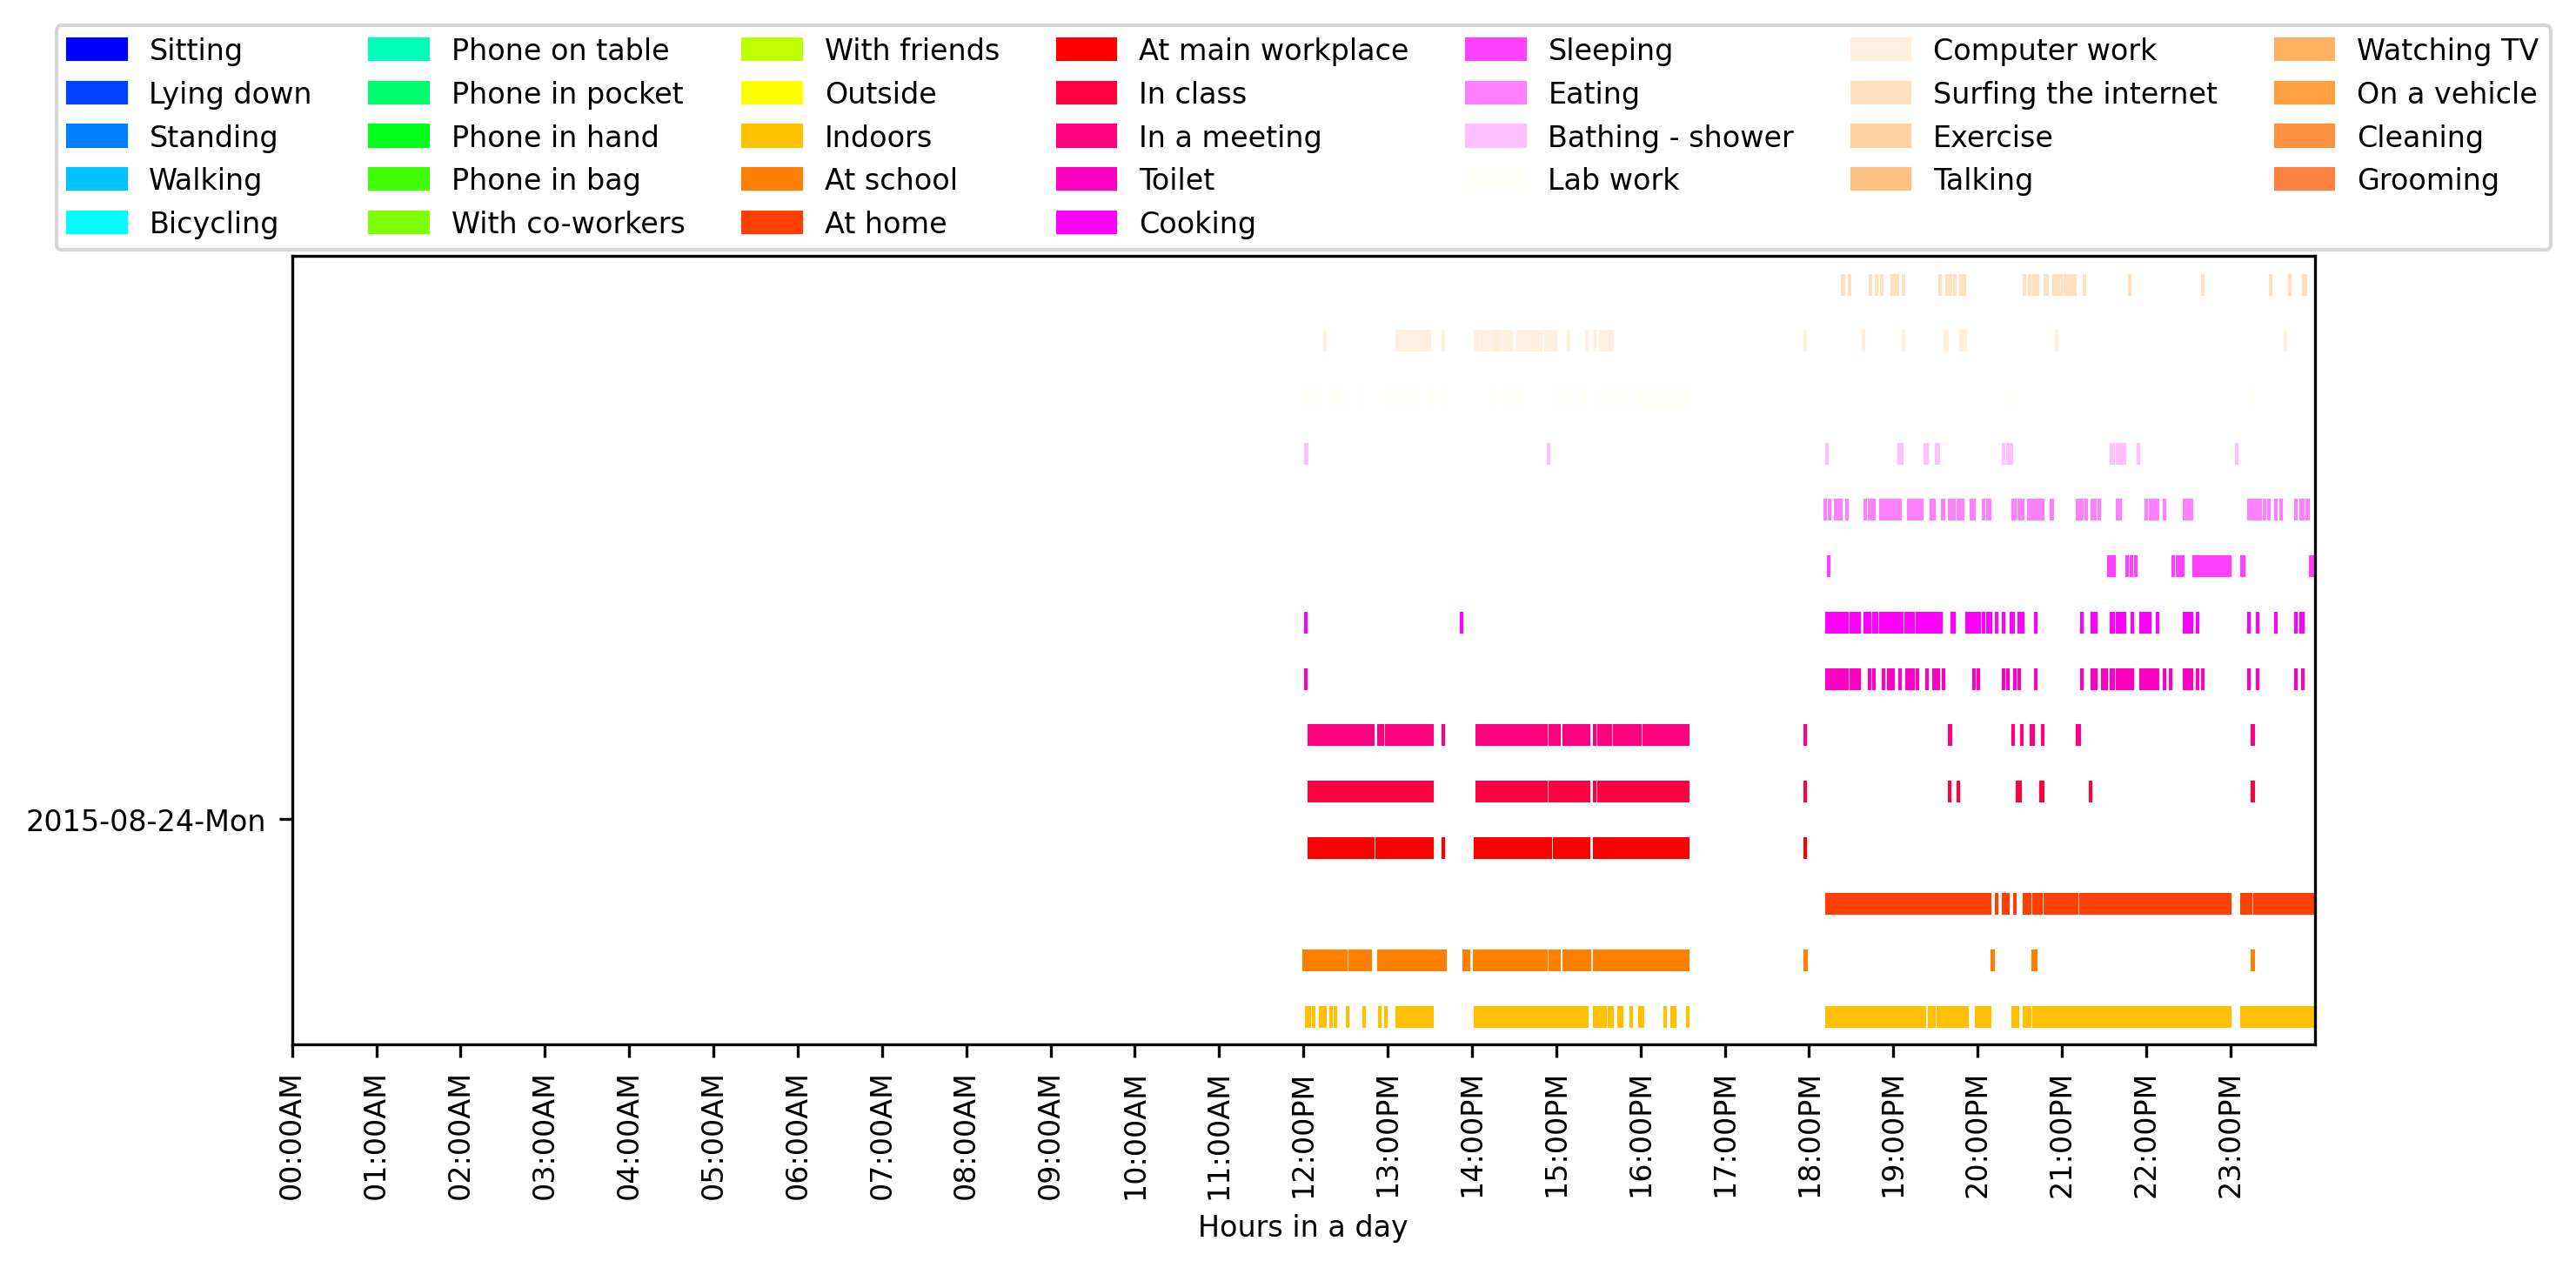 Sitting
Lying down
Standing
Walking
Bicycling
Phone on table
Phone in pocket
Phone in hand
Phone in bag
With co-workers
With friends
Outside
Indoors
At school
At home
At main workplace
In class
In a meeting
Toilet
Cooking
Sleeping
Eating
Bathing - shower
Lab work
Computer work
Surfing the internet
Exercise
Talking
Watching TV
On a vehicle
Cleaning
Grooming
2015-08-24-Mon
00:00AM
01:00AM
02:00AM
03:00AM
04:00AM
05:00AM
06:00AM
07:00AM
08:00AM
09:00AM
10:00AM
11:00AM
12:00PM
13:00PM
14:00PM
15:00PM
16:00PM
17:00PM
18:00PM
19:00PM
20:00PM
21:00PM
22:00PM
23:00PM
Hours in a day